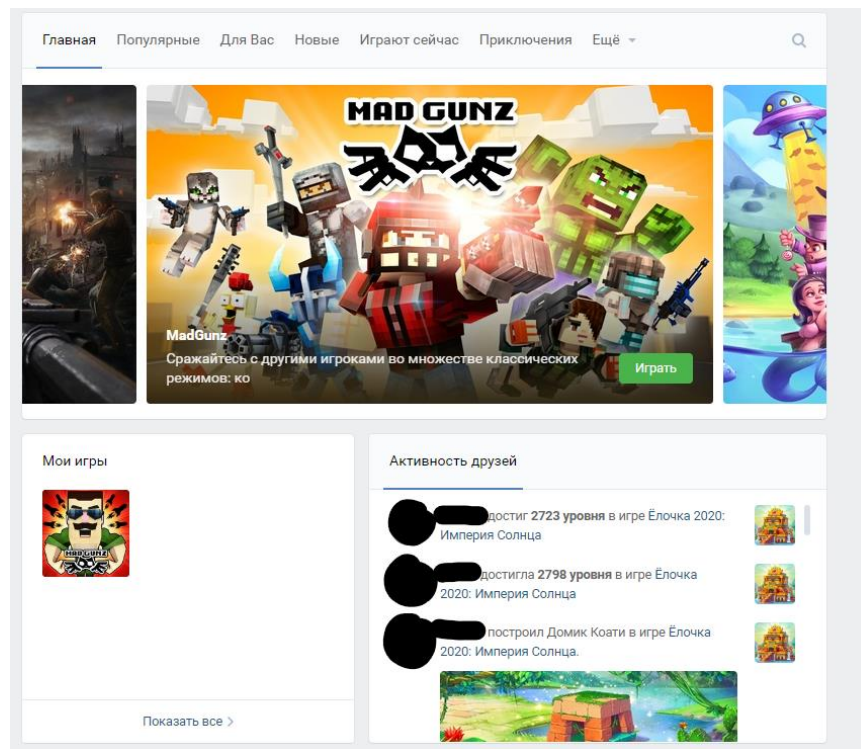 Главная Популярные Для Вас Новые Играют сейчас Приключения Ещё
MAD GUNZ
MadGunz
Сражайтесь с другими игроками во множестве классических
режимов: ко
Играть
Мои игры
MAD GUNZ
Показать все
Активность друзей
достиг 2723 уровня в игре Ёлочка 2020:
Империя Солнца
достигла 2798 уровня в игре Ёлочка
2020: Империя Солнца
построил Домик Коати в игре Ёлочка
2020: Империя Солнца.